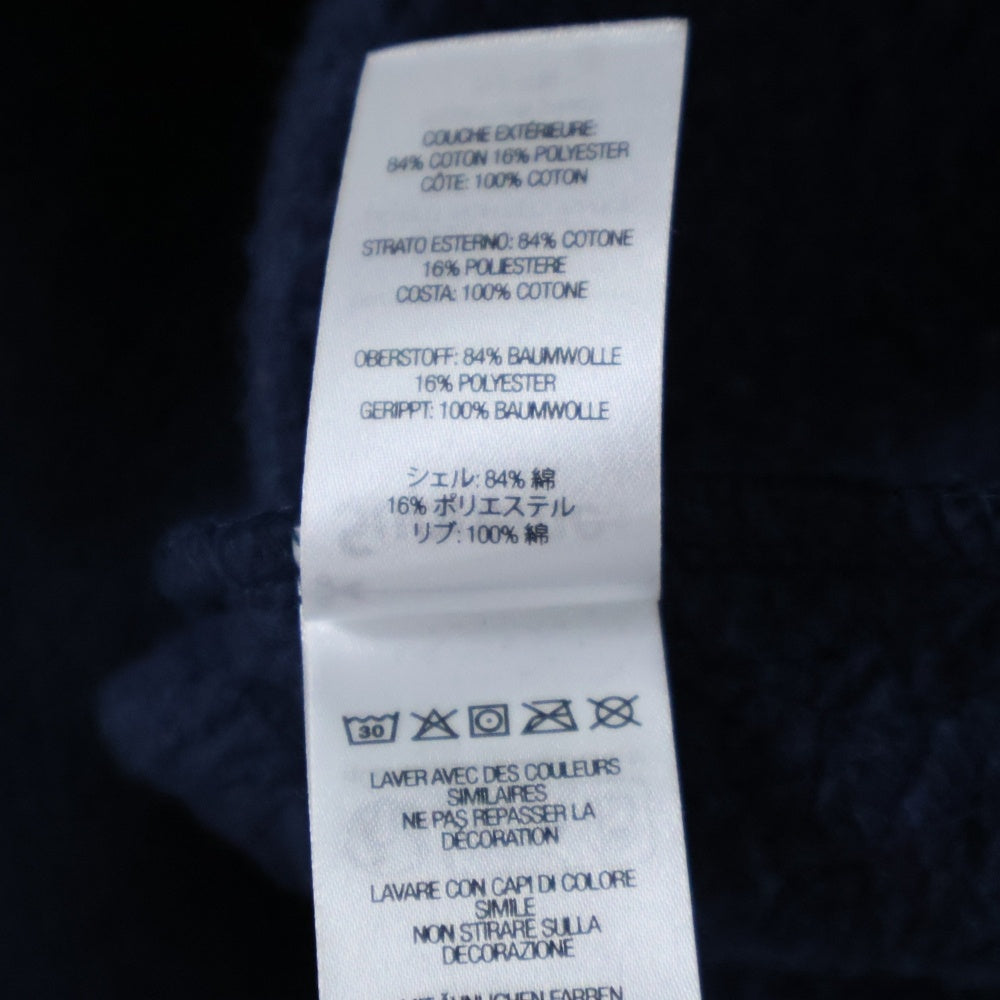 COUCHE EXTÉRIEURE:
84% COTON 16% POLYESTER
CÔTE: 100% COTON
STRATO ESTERNO: 84% COTONE
16% POLIESTERE
COSTA: 100% COTONE
OBERSTOFF: 84% BAUMWOLLE
16% POLYESTER
GERIPPT: 100% BAUMWOLLE
シェル: 84% 綿
16% ポリエステル
リブ: 100% 綿
30
LAVER AVEC DES COULEURS
SIMILAIRES
NE PAS REPASSER LA
DÉCORATION
LAVARE CON CAPI DI COLORE
SIMILE
NON STIRARE SULLA
DECORAZIONE
ÄHNLICHEN FARBEN